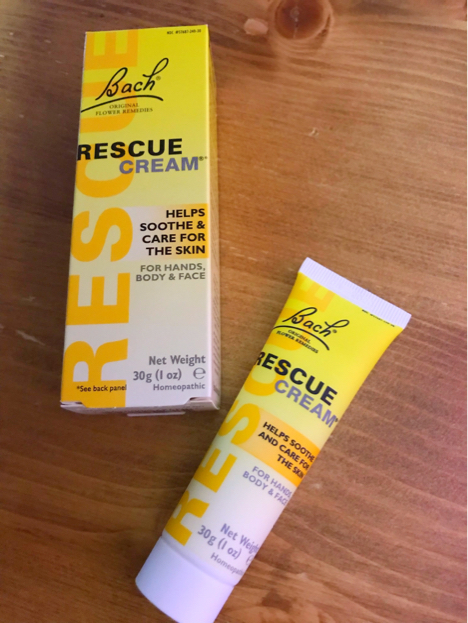 RESCUE
Bach®
ORIGINAL
FLOWER REMEDIES
RESCUE
CREAM®*
HELPS
SOOTHE &
CARE FOR
THE SKIN
FOR HANDS,
BODY & FACE
Net Weight
30g (1 oz) ℮
*See back panel
Homeopathic
RESCUE
Bach®
ORIGINAL
FLOWER REMEDIES
RESCUE
CREAM
HELPS SOOTHE
AND CARE FOR
THE SKIN
FOR HANDS,
BODY & FACE
Net Weight
30g (1 oz)
Homeopathic